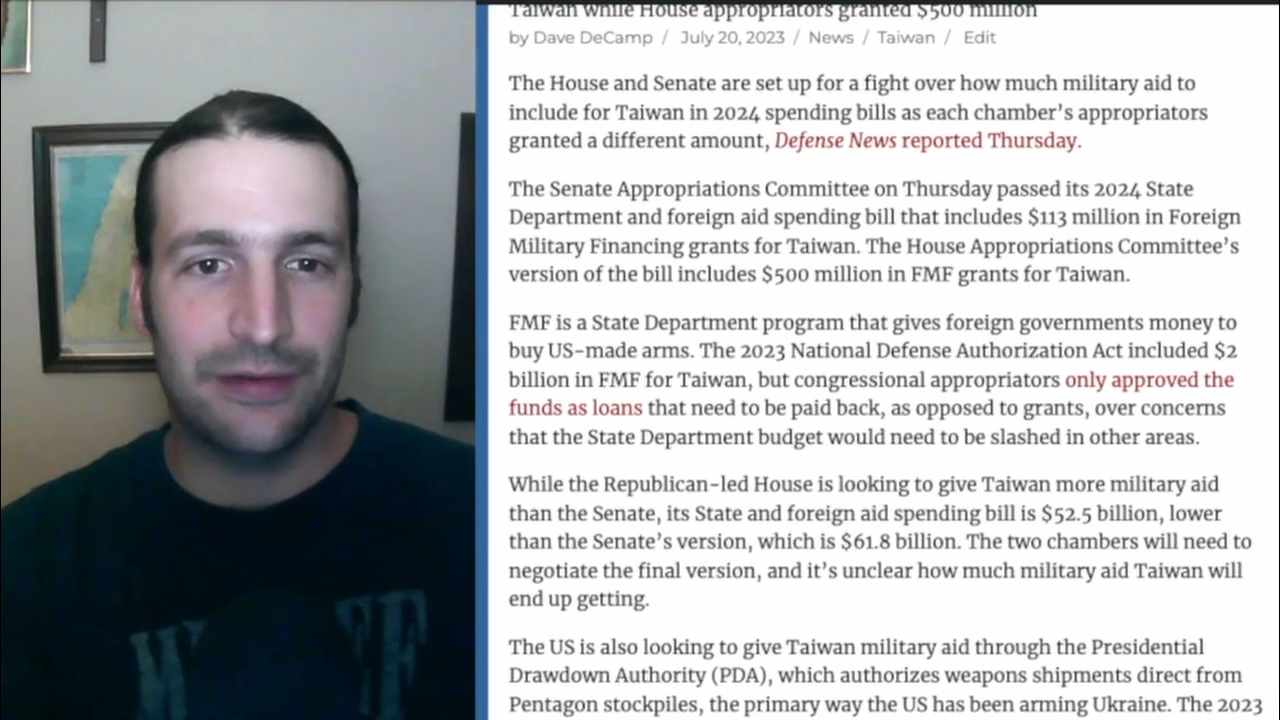 Taiwan while House appropriators granted $500 million
by Dave DeCamp / July 20, 2023 / News / Taiwan / Edit
The House and Senate are set up for a fight over how much military aid to
include for Taiwan in 2024 spending bills as each chamber's appropriators
granted a different amount, Defense News reported Thursday.
The Senate Appropriations Committee on Thursday passed its 2024 State
Department and foreign aid spending bill that includes $113 million in Foreign
Military Financing grants for Taiwan. The House Appropriations Committee's
version of the bill includes $500 million in FMF grants for Taiwan.
FMF is a State Department program that gives foreign governments money to
buy US-made arms. The 2023 National Defense Authorization Act included $2
billion in FMF for Taiwan, but congressional appropriators only approved the
funds as loans that need to be paid back, as opposed to grants, over concerns
that the State Department budget would need to be slashed in other areas.
While the Republican-led House is looking to give Taiwan more military aid
than the Senate, its State and foreign aid spending bill is $52.5 billion, lower
than the Senate's version, which is $61.8 billion. The two chambers will need to
negotiate the final version, and it's unclear how much military aid Taiwan will
end up getting.
The US is also looking to give Taiwan military aid through the Presidential
Drawdown Authority (PDA), which authorizes weapons shipments direct from
Pentagon stockpiles, the primary way the US has been arming Ukraine. The 2023